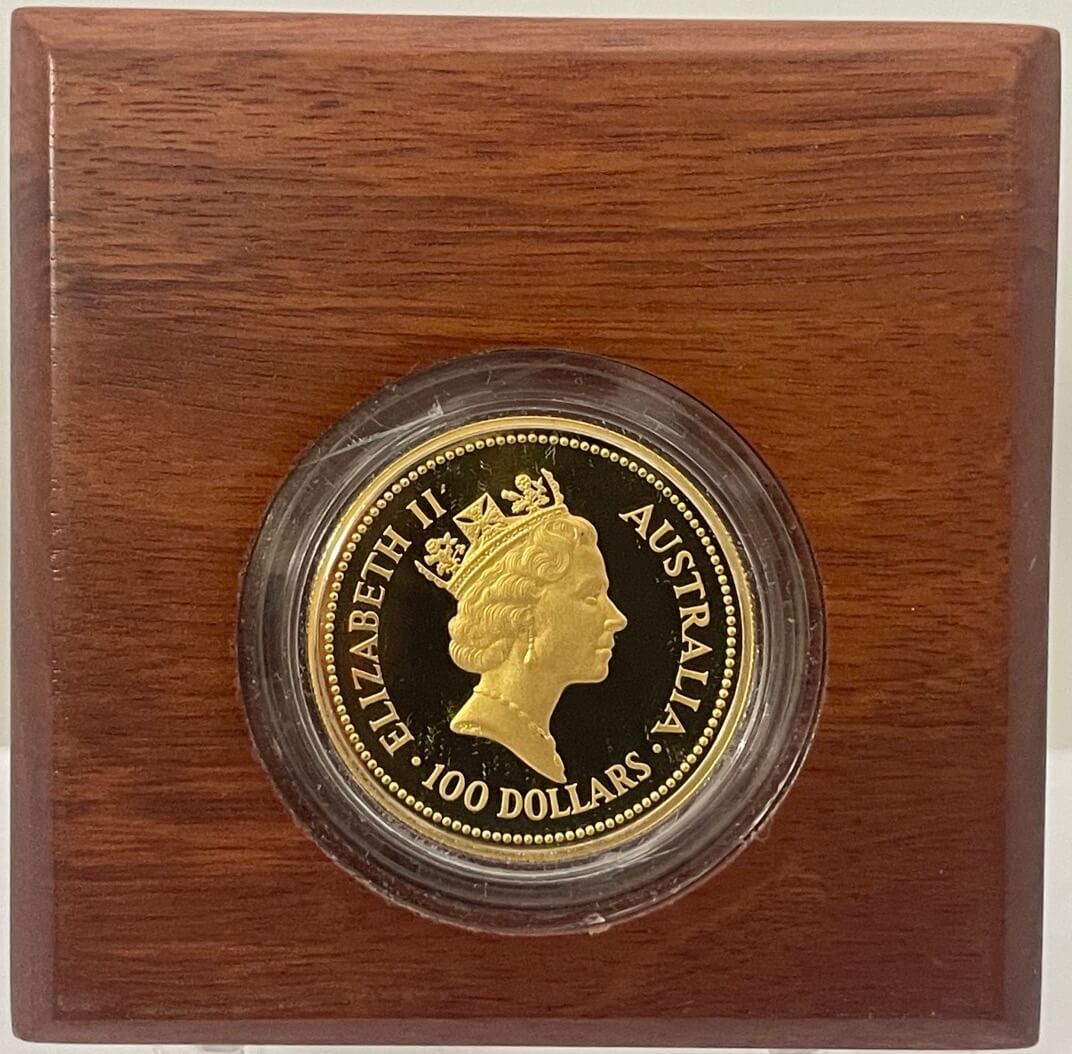 ELIZABETH II
AUSTRALIA
· 100 DOLLARS ·